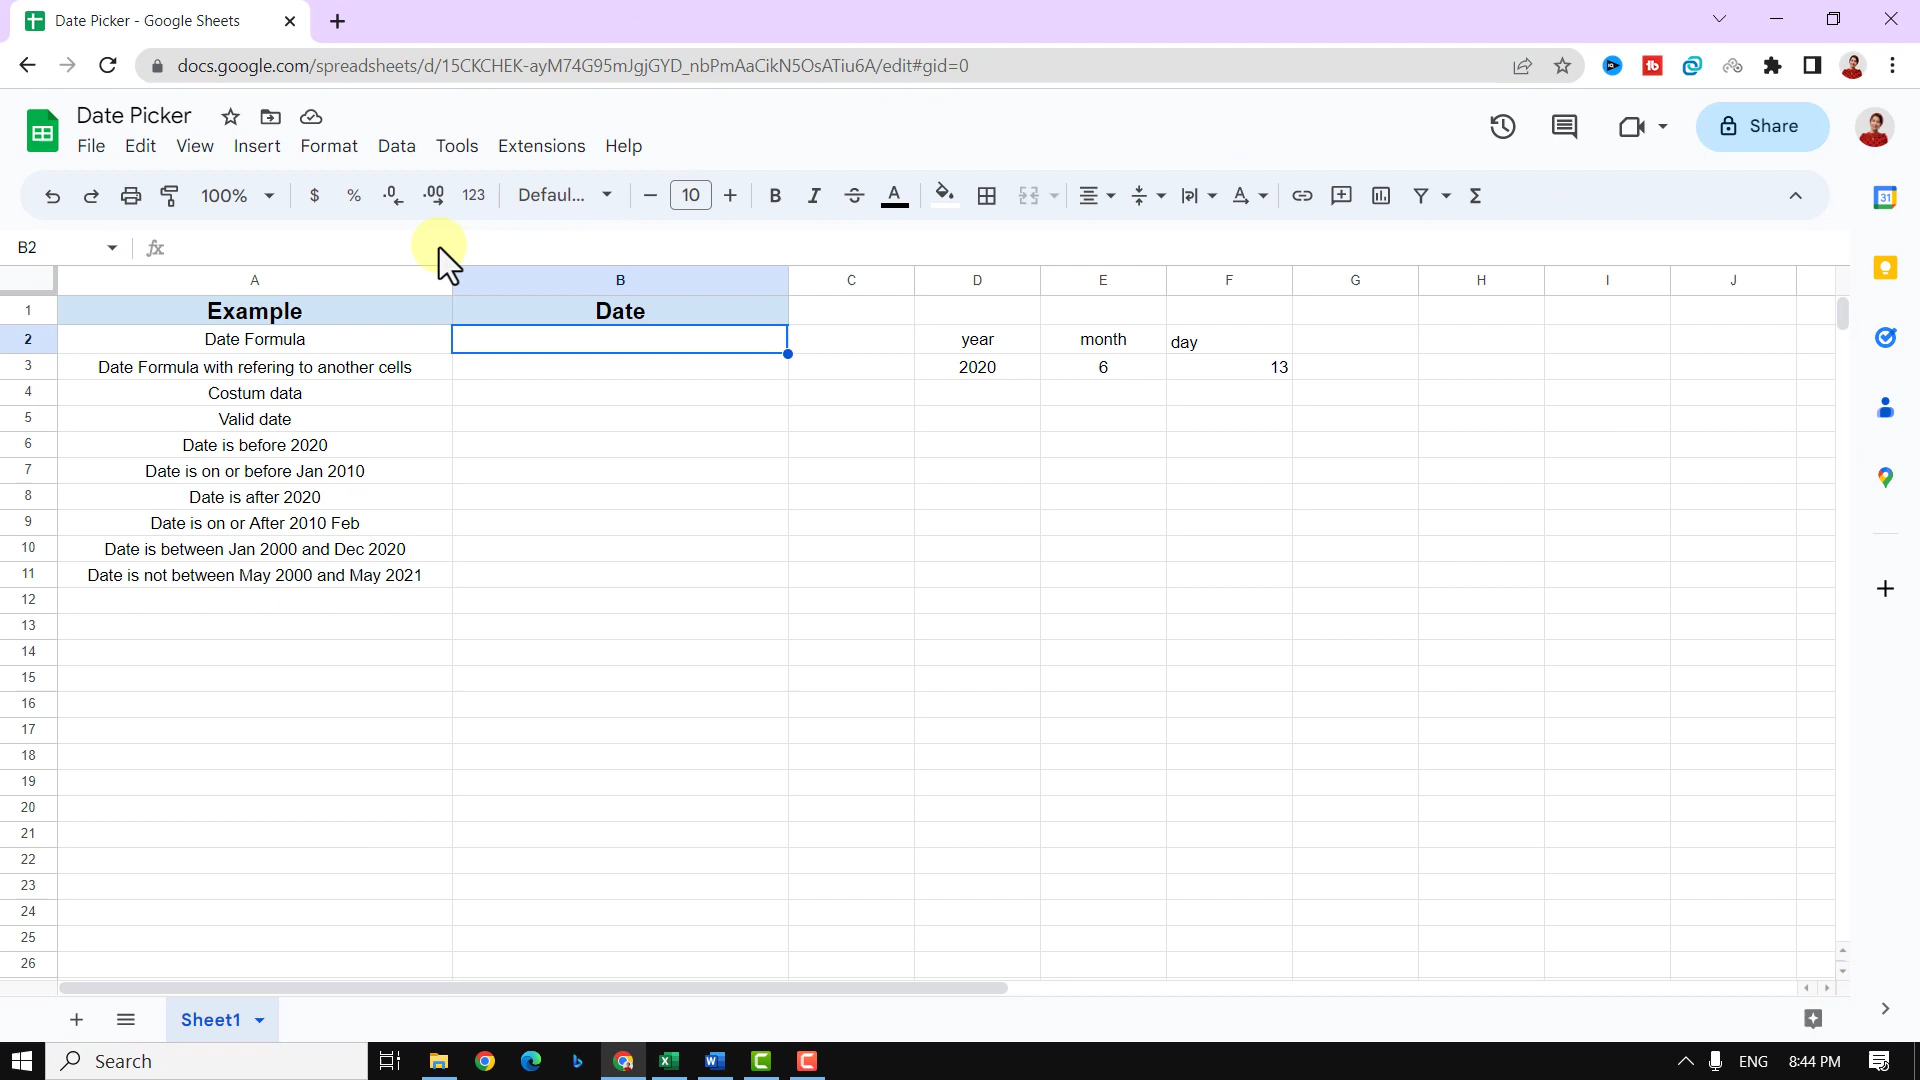 Date Picker - Google Sheets
docs.google.com/spreadsheets/d/15CKCHEK-ayM74G95mJgjGYD_nbPmAaCikN5OsATiu6A/edit#gid=0
Date Picker
File Edit View Insert Format Data Tools Extensions Help
Share
100% $ % .0 .00 123 Defaul... 10 B I S A Σ
31
B2 fx
A B C D E F G H I J
1 Example Date
2 Date Formula year month day
3 Date Formula with refering to another cells 2020 6 13
4 Costum data
5 Valid date
6 Date is before 2020
7 Date is on or before Jan 2010
8 Date is after 2020
9 Date is on or After 2010 Feb
10 Date is between Jan 2000 and Dec 2020
11 Date is not between May 2000 and May 2021
12
13
14
15
16
17
18
19
20
21
22
23
24
25
26
Sheet1
Search ENG 8:44 PM